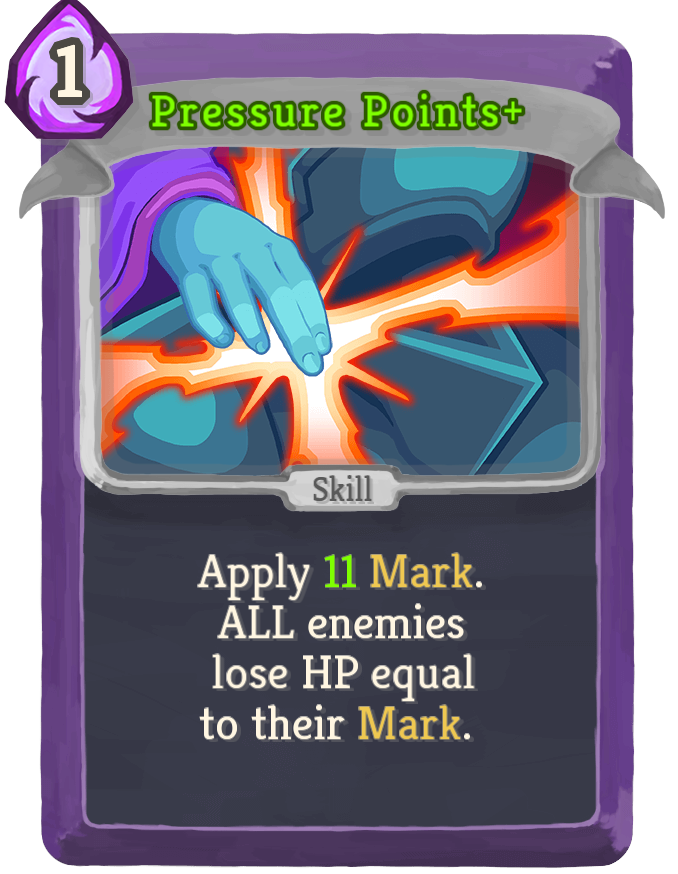 1
Pressure Points+
Skill
Apply 11 Mark.
ALL enemies
lose HP equal
to their Mark.